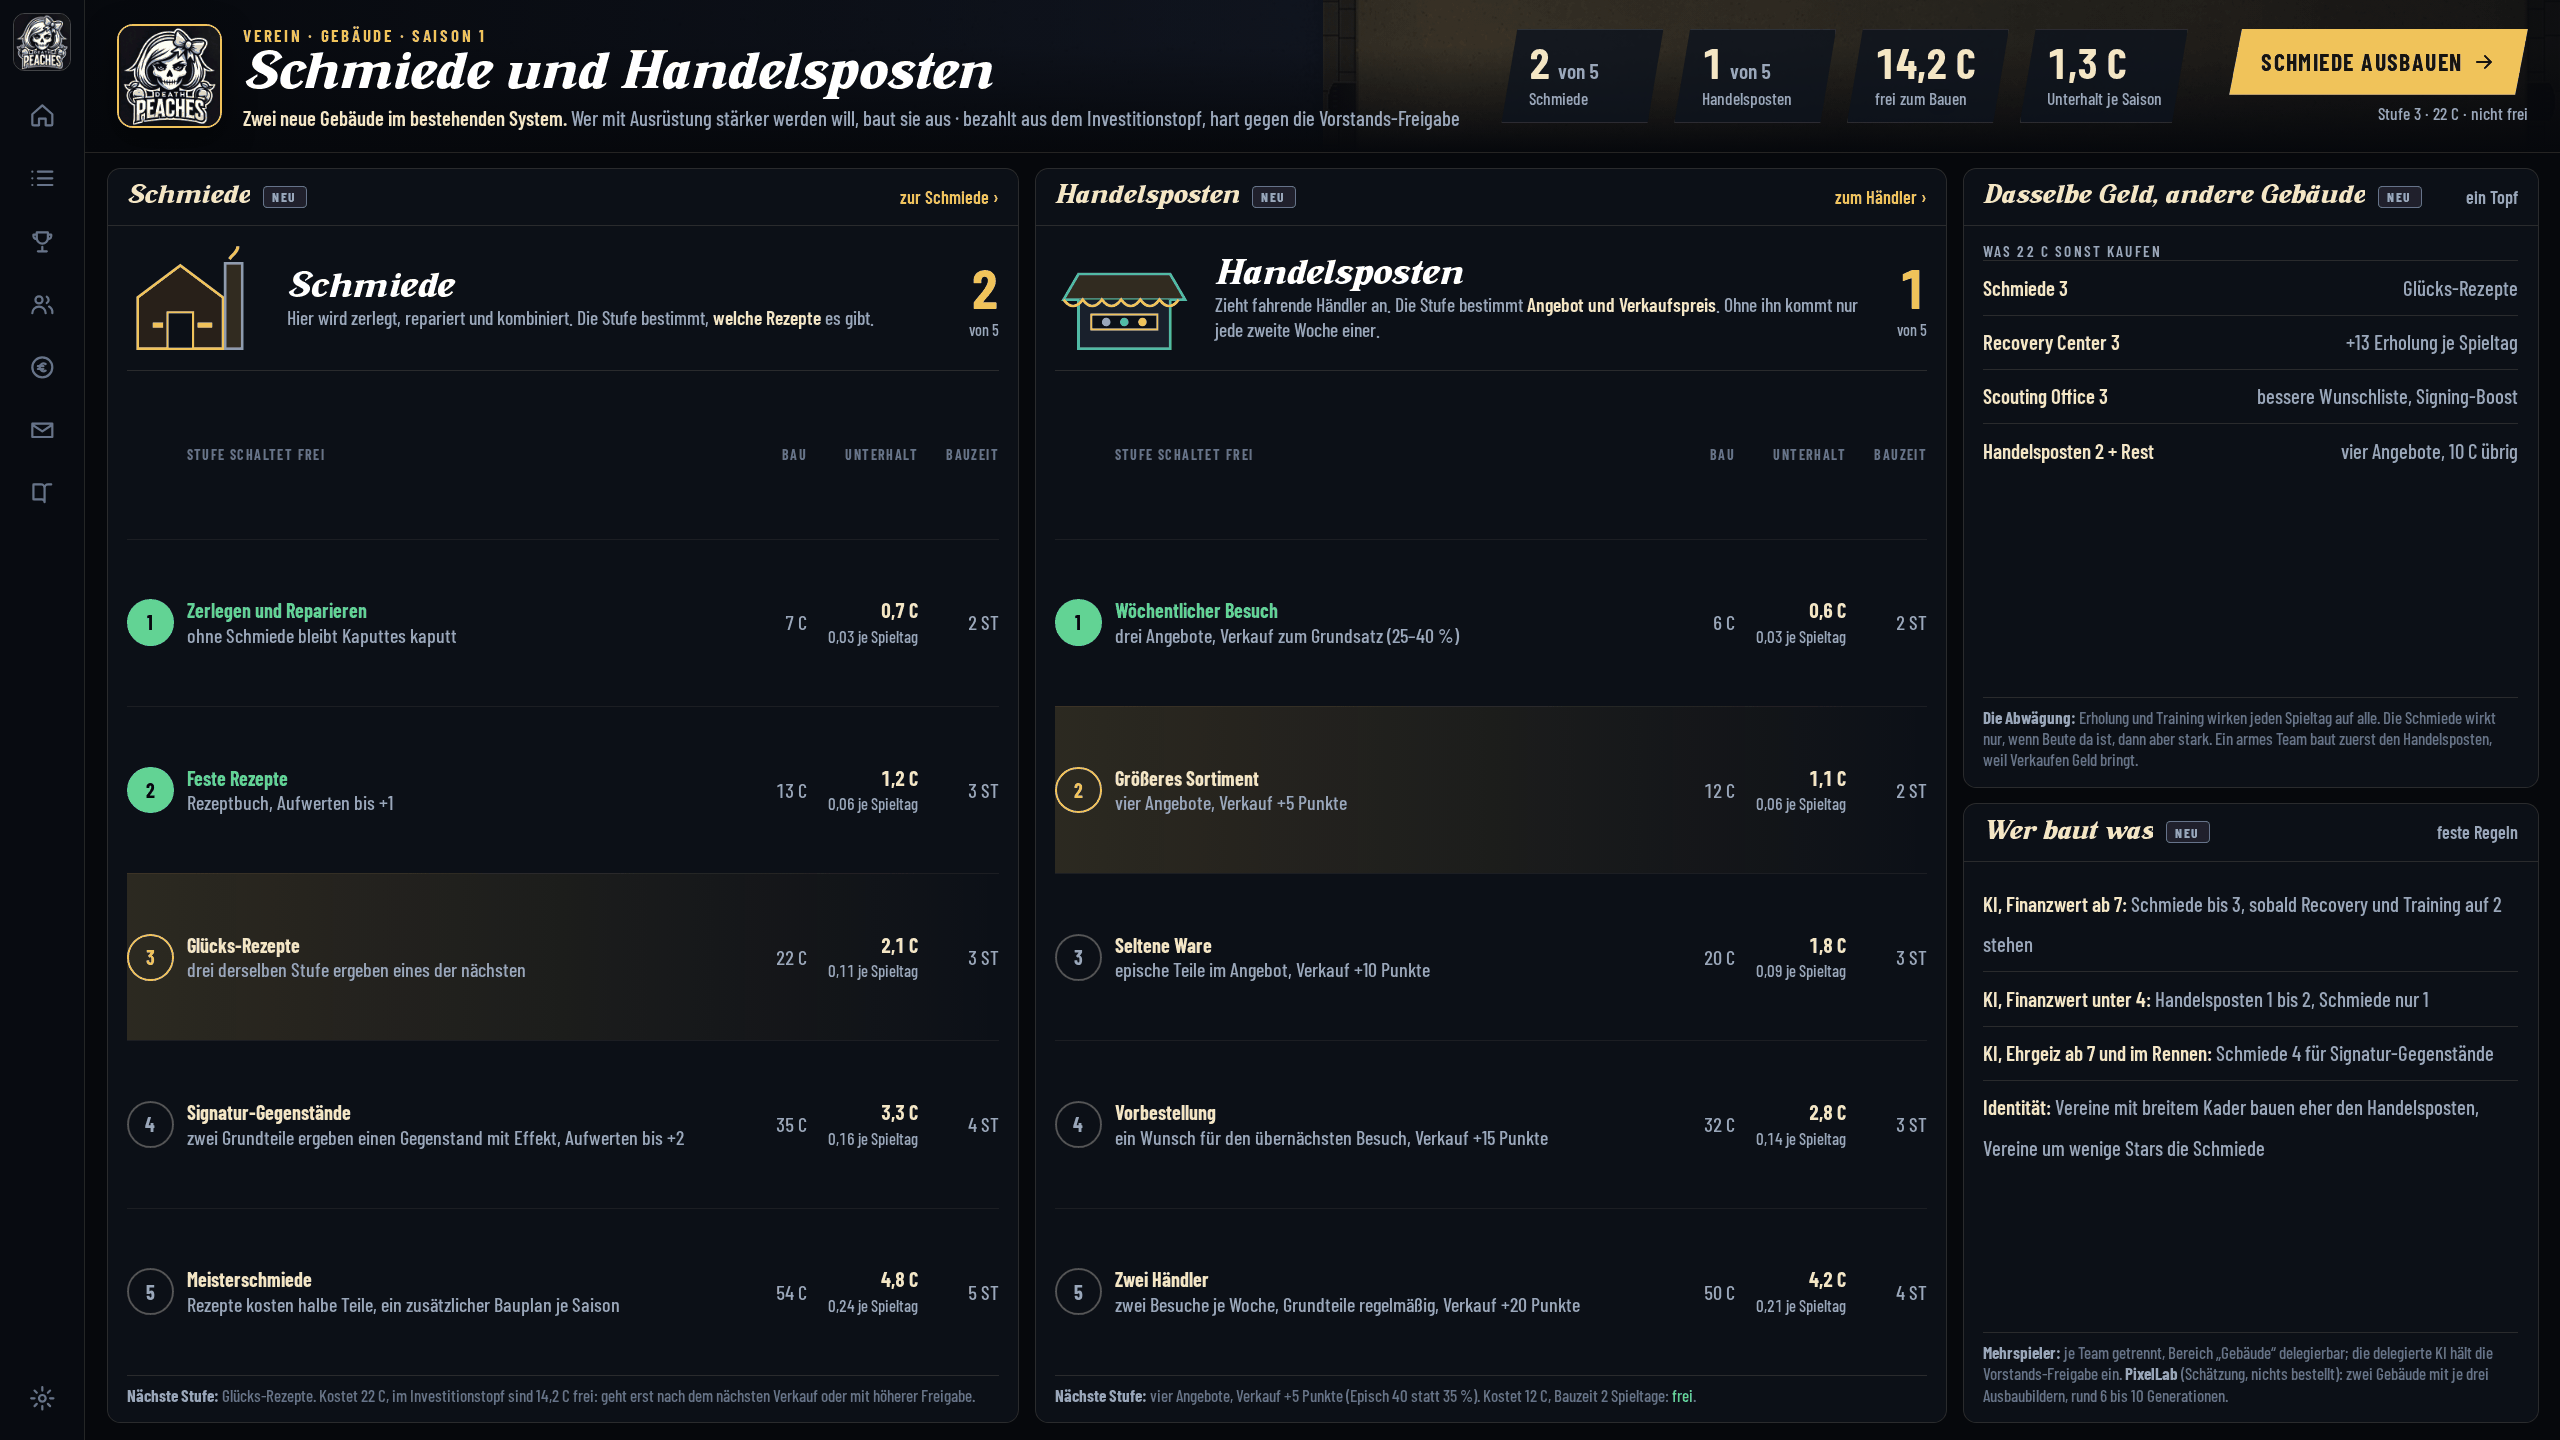 DEATH
PEACHES
DEATH
PEACHES
VEREIN · GEBÄUDE · SAISON 1
Schmiede und Handelsposten
Zwei neue Gebäude im bestehenden System. Wer mit Ausrüstung stärker werden will, baut sie aus · bezahlt aus dem Investitionstopf, hart gegen die Vorstands-Freigabe
2 von 5
Schmiede
1 von 5
Handelsposten
14,2 C
frei zum Bauen
1,3 C
Unterhalt je Saison
SCHMIEDE AUSBAUEN →
Stufe 3 · 22 C · nicht frei
Schmiede NEU
zur Schmiede ›
Schmiede
Hier wird zerlegt, repariert und kombiniert. Die Stufe bestimmt, welche Rezepte es gibt.
2
von 5
STUFE SCHALTET FREI BAU UNTERHALT BAUZEIT
1 Zerlegen und Reparieren 7 C 0,7 C 2 ST
ohne Schmiede bleibt Kaputtes kaputt 0,03 je Spieltag
2 Feste Rezepte 13 C 1,2 C 3 ST
Rezeptbuch, Aufwerten bis +1 0,06 je Spieltag
3 Glücks-Rezepte 22 C 2,1 C 3 ST
drei derselben Stufe ergeben eines der nächsten 0,11 je Spieltag
4 Signatur-Gegenstände 35 C 3,3 C 4 ST
zwei Grundteile ergeben einen Gegenstand mit Effekt, Aufwerten bis +2 0,16 je Spieltag
5 Meisterschmiede 54 C 4,8 C 5 ST
Rezepte kosten halbe Teile, ein zusätzlicher Bauplan je Saison 0,24 je Spieltag
Nächste Stufe: Glücks-Rezepte. Kostet 22 C, im Investitionstopf sind 14,2 C frei: geht erst nach dem nächsten Verkauf oder mit höherer Freigabe.
Handelsposten NEU
zum Händler ›
Handelsposten
Zieht fahrende Händler an. Die Stufe bestimmt Angebot und Verkaufspreis. Ohne ihn kommt nur
jede zweite Woche einer.
1
von 5
STUFE SCHALTET FREI BAU UNTERHALT BAUZEIT
1 Wöchentlicher Besuch 6 C 0,6 C 2 ST
drei Angebote, Verkauf zum Grundsatz (25–40 %) 0,03 je Spieltag
2 Größeres Sortiment 12 C 1,1 C 2 ST
vier Angebote, Verkauf +5 Punkte 0,06 je Spieltag
3 Seltene Ware 20 C 1,8 C 3 ST
epische Teile im Angebot, Verkauf +10 Punkte 0,09 je Spieltag
4 Vorbestellung 32 C 2,8 C 3 ST
ein Wunsch für den übernächsten Besuch, Verkauf +15 Punkte 0,14 je Spieltag
5 Zwei Händler 50 C 4,2 C 4 ST
zwei Besuche je Woche, Grundteile regelmäßig, Verkauf +20 Punkte 0,21 je Spieltag
Nächste Stufe: vier Angebote, Verkauf +5 Punkte (Episch 40 statt 35 %). Kostet 12 C, Bauzeit 2 Spieltage: frei.
Dasselbe Geld, andere Gebäude NEU
ein Topf
WAS 22 C SONST KAUFEN
Schmiede 3 Glücks-Rezepte
Recovery Center 3 +13 Erholung je Spieltag
Scouting Office 3 bessere Wunschliste, Signing-Boost
Handelsposten 2 + Rest vier Angebote, 10 C übrig
Die Abwägung: Erholung und Training wirken jeden Spieltag auf alle. Die Schmiede wirkt
nur, wenn Beute da ist, dann aber stark. Ein armes Team baut zuerst den Handelsposten,
weil Verkaufen Geld bringt.
Wer baut was NEU
feste Regeln
KI, Finanzwert ab 7: Schmiede bis 3, sobald Recovery und Training auf 2
stehen
KI, Finanzwert unter 4: Handelsposten 1 bis 2, Schmiede nur 1
KI, Ehrgeiz ab 7 und im Rennen: Schmiede 4 für Signatur-Gegenstände
Identität: Vereine mit breitem Kader bauen eher den Handelsposten,
Vereine um wenige Stars die Schmiede
Mehrspieler: je Team getrennt, Bereich „Gebäude“ delegierbar; die delegierte KI hält die
Vorstands-Freigabe ein. PixelLab (Schätzung, nichts bestellt): zwei Gebäude mit je drei
Ausbaubildern, rund 6 bis 10 Generationen.